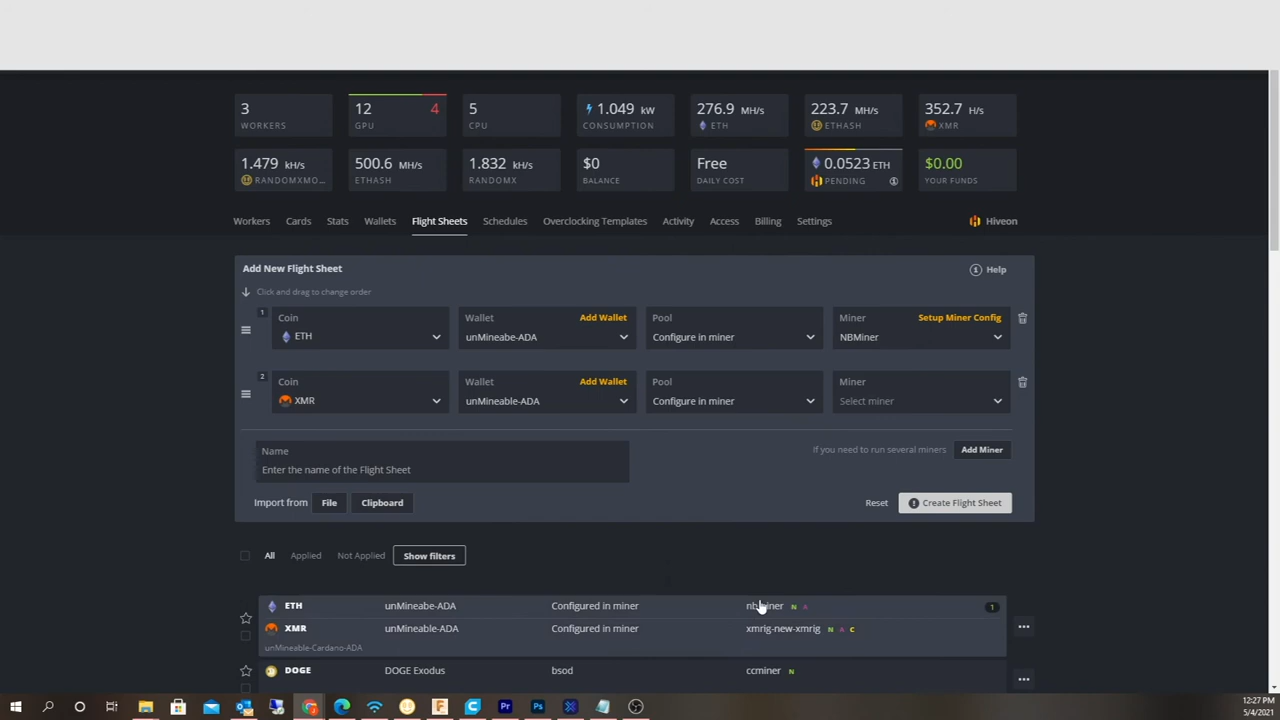 3
WORKERS
12 4
GPU
5
CPU
1.049 kW
CONSUMPTION
276.9 MH/s
ETH
223.7 MH/s
ETHASH
352.7 H/s
XMR
1.479 kH/s
RANDOMXMO...
500.6 MH/s
ETHASH
1.832 kH/s
RANDOMX
$0
BALANCE
Free
DAILY COST
0.0523 ETH
PENDING
$0.00
YOUR FUNDS
Workers Cards Stats Wallets Flight Sheets Schedules Overclocking Templates Activity Access Billing Settings Hiveon
Add New Flight Sheet Help
Click and drag to change order
1 Coin Wallet Add Wallet Pool Miner Setup Miner Config
ETH unMineabe-ADA Configure in miner NBMiner
2 Coin Wallet Add Wallet Pool Miner
XMR unMineable-ADA Configure in miner Select miner
Name
Enter the name of the Flight Sheet
If you need to run several miners Add Miner
Import from File Clipboard Reset Create Flight Sheet
All Applied Not Applied Show filters
ETH unMineabe-ADA Configured in miner nbminer N A 1
XMR unMineable-ADA Configured in miner xmrig-new-xmrig N A C
unMineable-Cardano-ADA
DOGE DOGE Exodus bsod ccminer N
12:27 PM
5/4/2021